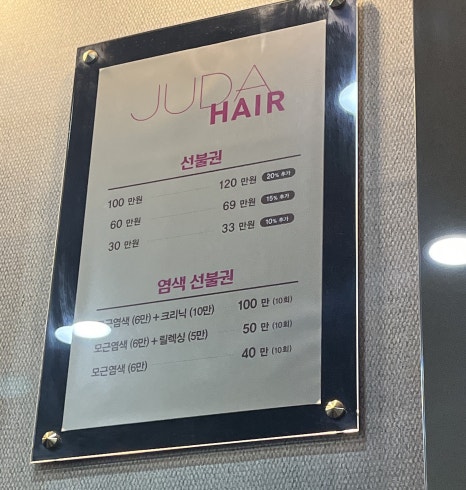 JUDA
HAIR
선불권
100 만원 120 만원 20% 추가
60 만원 69 만원 15% 추가
30 만원 33 만원 10% 추가
염색 선불권
모근염색 (6만) + 크리닉 (10만) 100 만 (10회)
모근염색 (6만) + 릴렉싱 (5만) 50 만 (10회)
모근염색 (6만) 40 만 (10회)